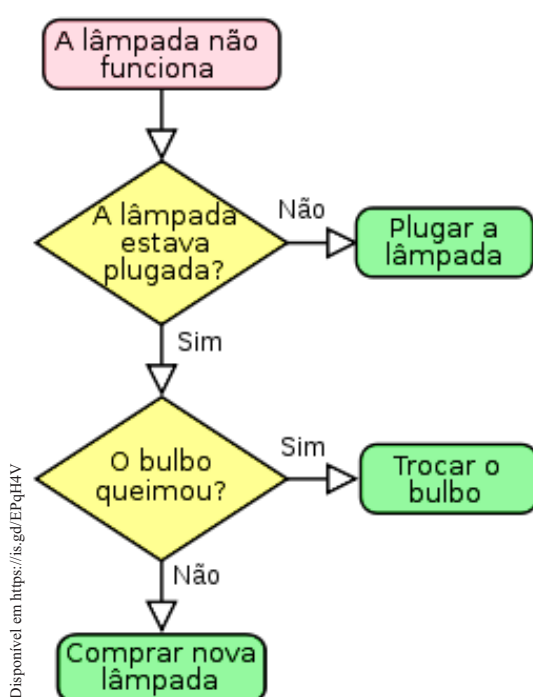 A lâmpada não
funciona
A lâmpada
estava
plugada?
Não
Plugar a
lâmpada
Sim
O bulbo
queimou?
Sim
Trocar o
bulbo
Não
Comprar nova
lâmpada
Disponível em https://is.gd/EPqH4V